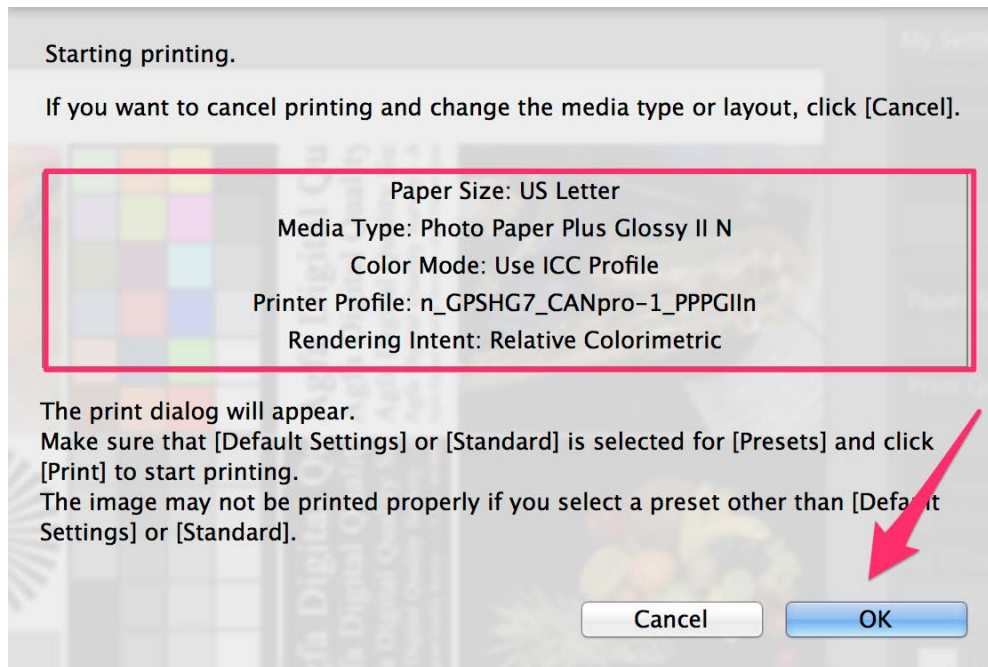 My Sett
Starting printing.
If you want to cancel printing and change the media type or layout, click [Cancel].
Paper Size: US Letter
Media Type: Photo Paper Plus Glossy II N
Color Mode: Use ICC Profile
Printer Profile: n_GPSHG7_CANpro-1_PPPGIIn
Rendering Intent: Relative Colorimetric
The print dialog will appear.
Make sure that [Default Settings] or [Standard] is selected for [Presets] and click
[Print] to start printing.
The image may not be printed properly if you select a preset other than [Default
Settings] or [Standard].
Cancel
OK